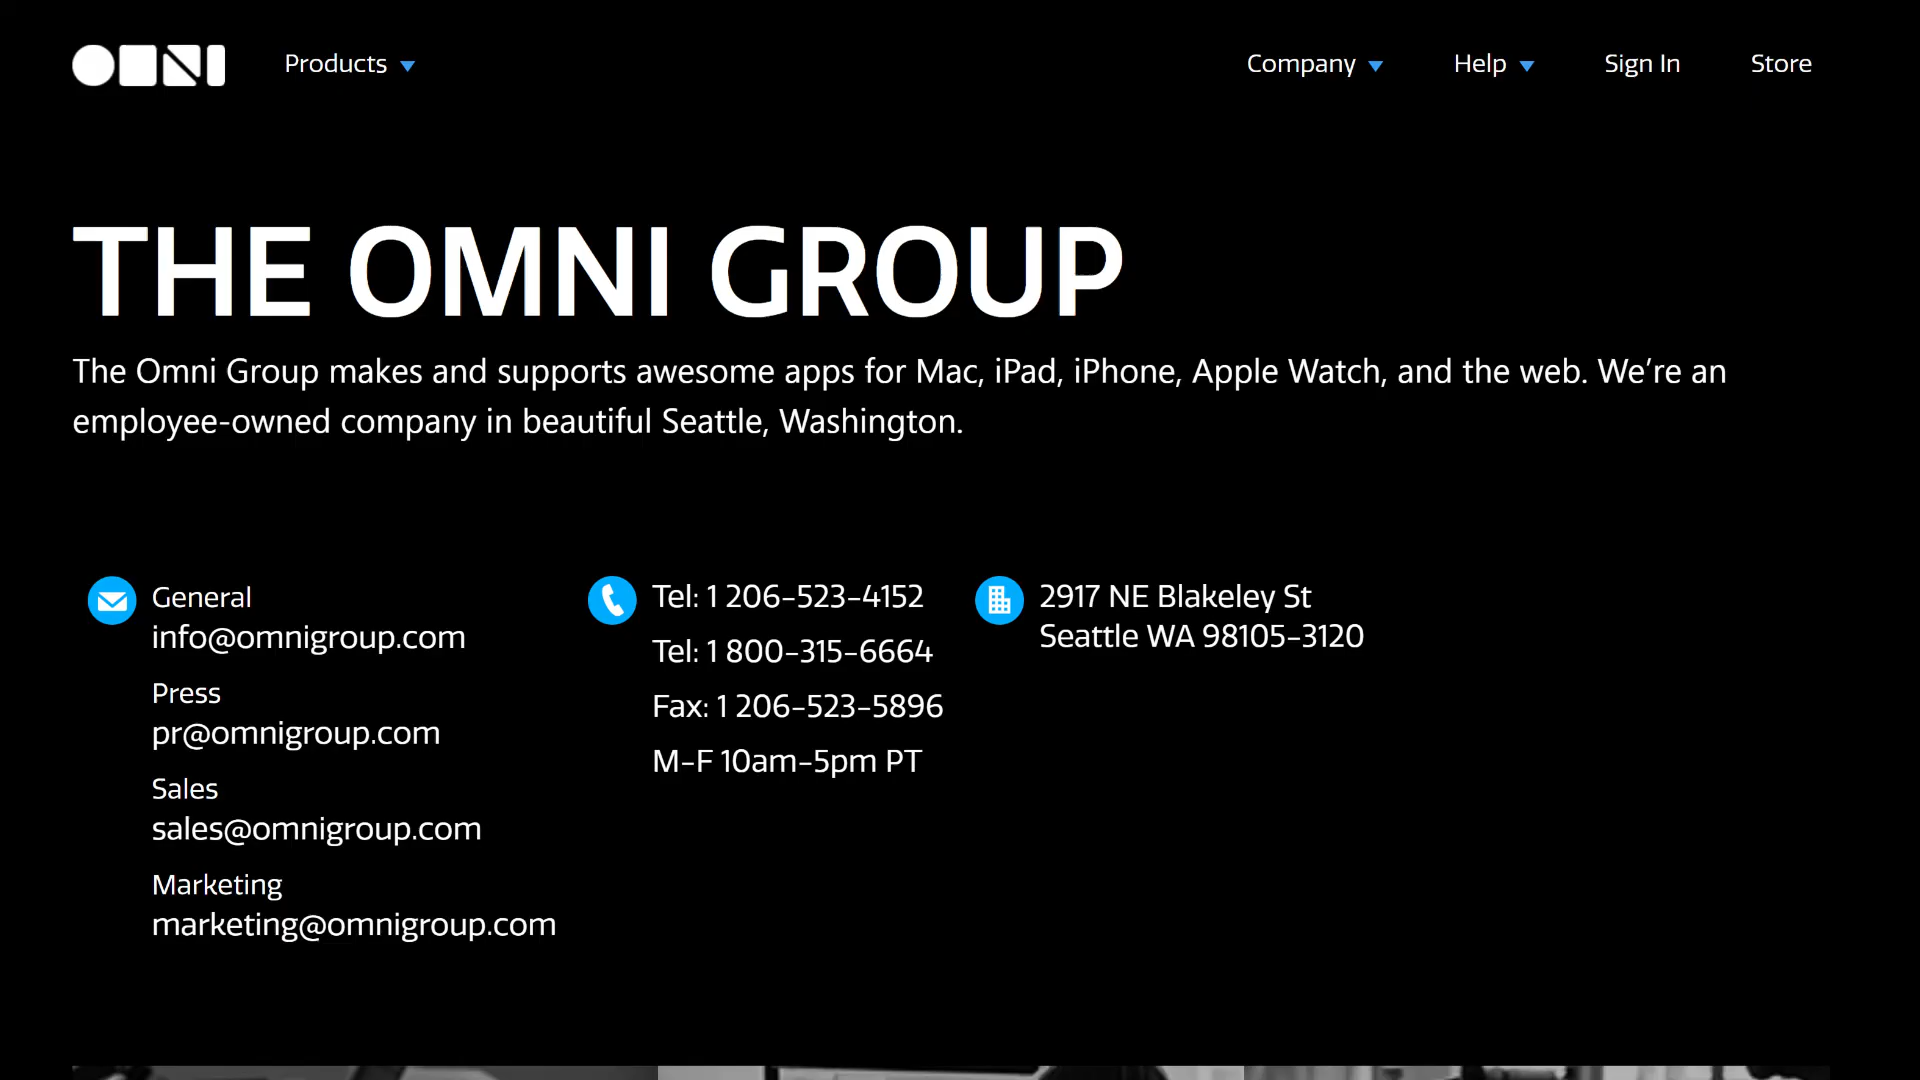 OMNI
Products
Company
Help
Sign In
Store
THE OMNI GROUP
The Omni Group makes and supports awesome apps for Mac, iPad, iPhone, Apple Watch, and the web. We’re an
employee-owned company in beautiful Seattle, Washington.
General
info@omnigroup.com
Press
pr@omnigroup.com
Sales
sales@omnigroup.com
Marketing
marketing@omnigroup.com
Tel: 1 206-523-4152
Tel: 1 800-315-6664
Fax: 1 206-523-5896
M-F 10am-5pm PT
2917 NE Blakeley St
Seattle WA 98105-3120